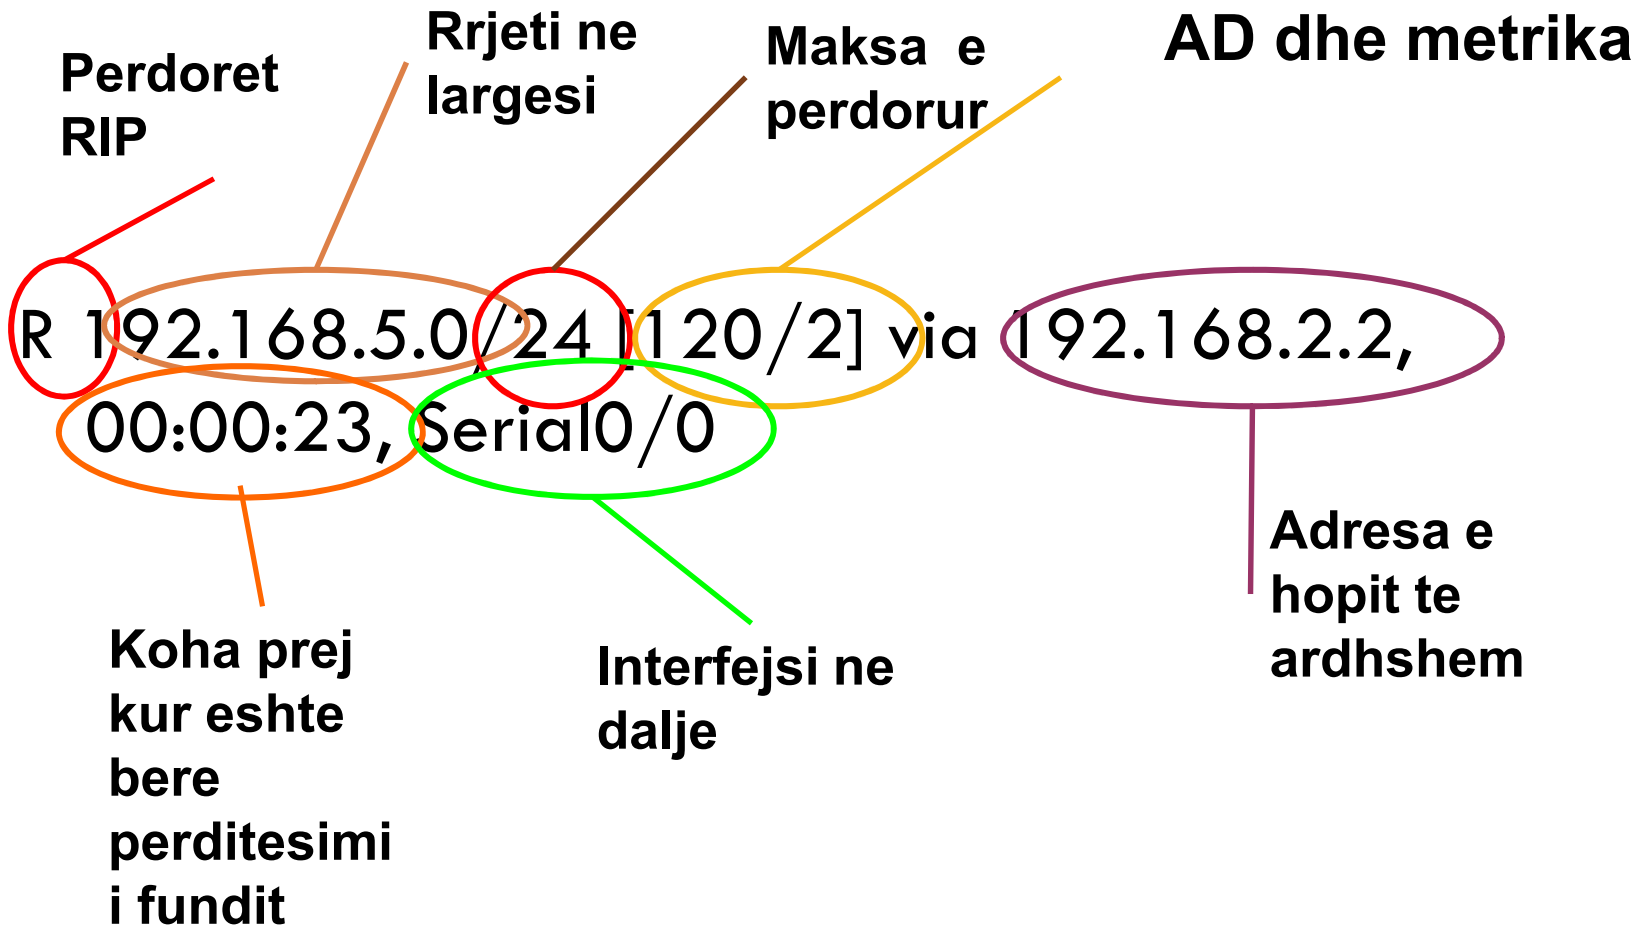 Perdoret
RIP
Rrjeti ne
largesi
Maksa e
perdorur
AD dhe metrika
R 192.168.5.0/24 [120/2] via 192.168.2.2,
00:00:23, Serial0/0
Koha prej
kur eshte
bere
perditesimi
i fundit
Interfejsi ne
dalje
Adresa e
hopit te
ardhshem